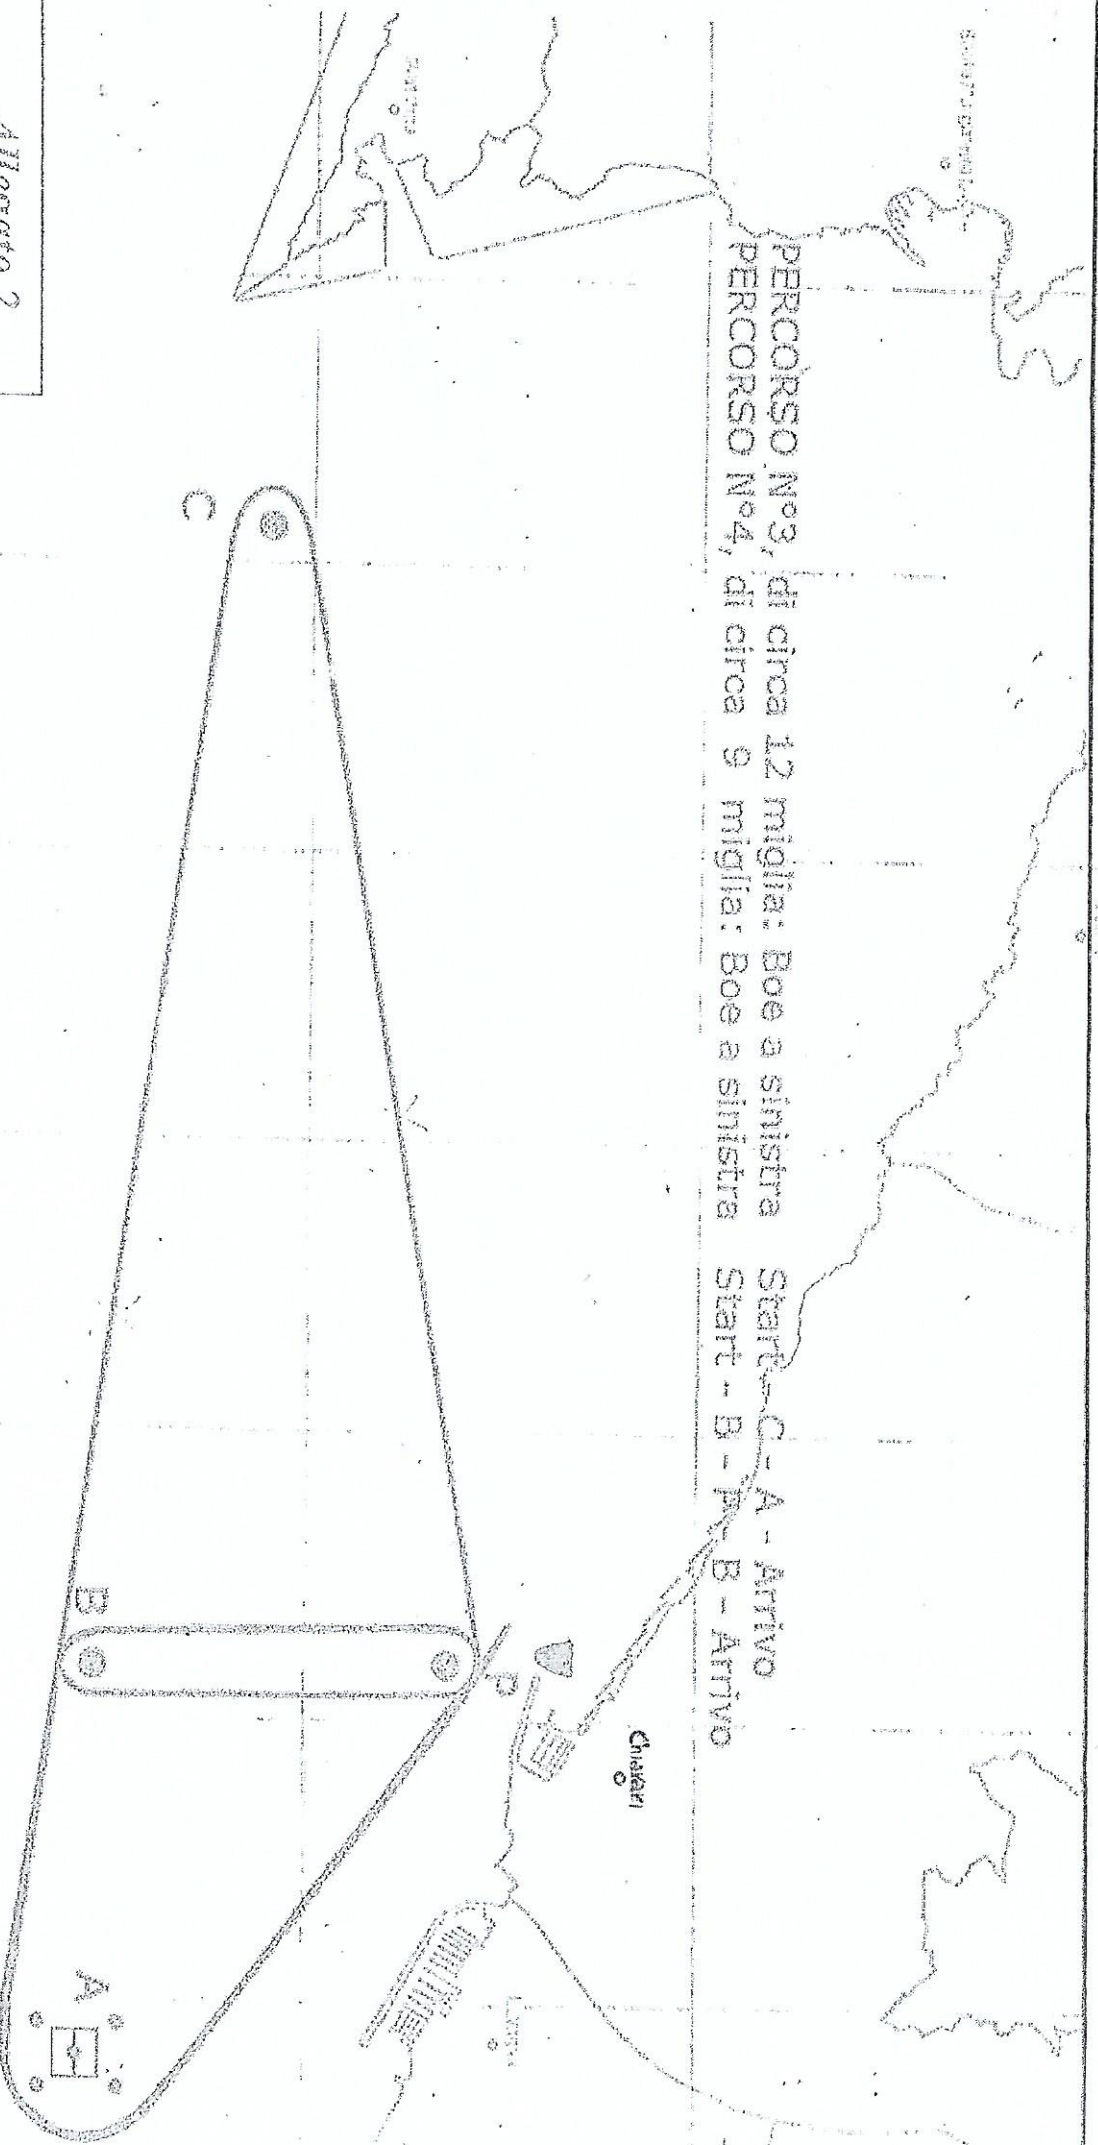 PERCORSO N°3, di circa 12 miglia: Boe a sinistra Start - C - A - Arrivo
PERCORSO N°4, di circa 9 miglia: Boe a sinistra Start - B - P - B - Arrivo
Chiavari
C
P
B
A
Allegato 2